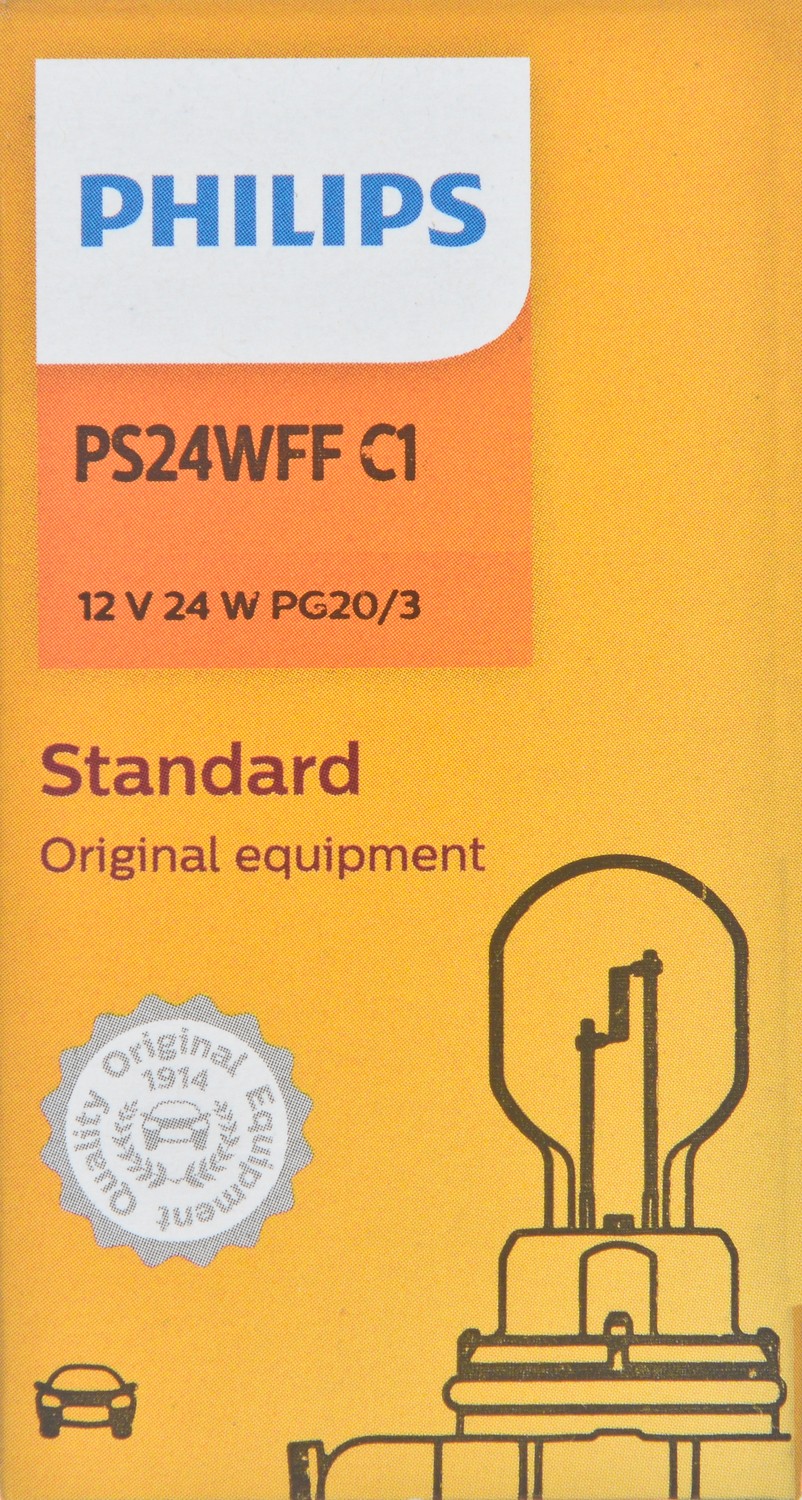 PHILIPS
PS24WFF C1
12 V 24 W PG20/3
Standard
Original equipment
Quality Original Equipment
1914